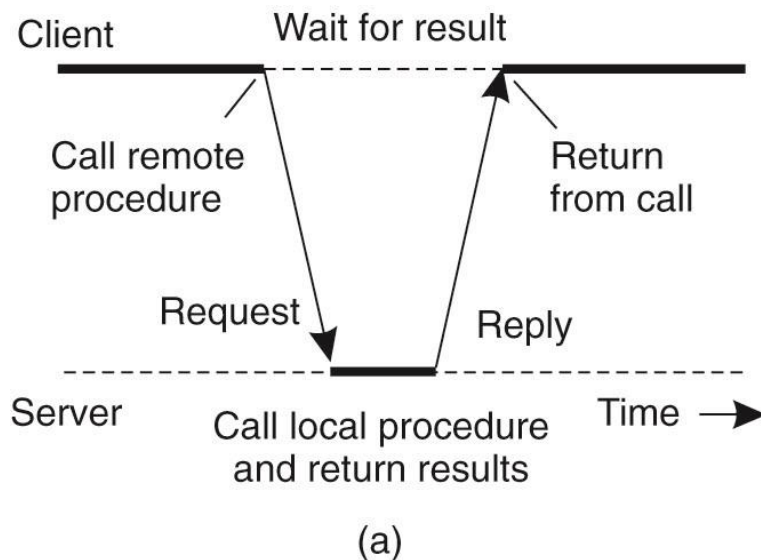 Client
Wait for result
Call remote
procedure
Return
from call
Request
Reply
Server
Call local procedure
and return results
Time
(a)